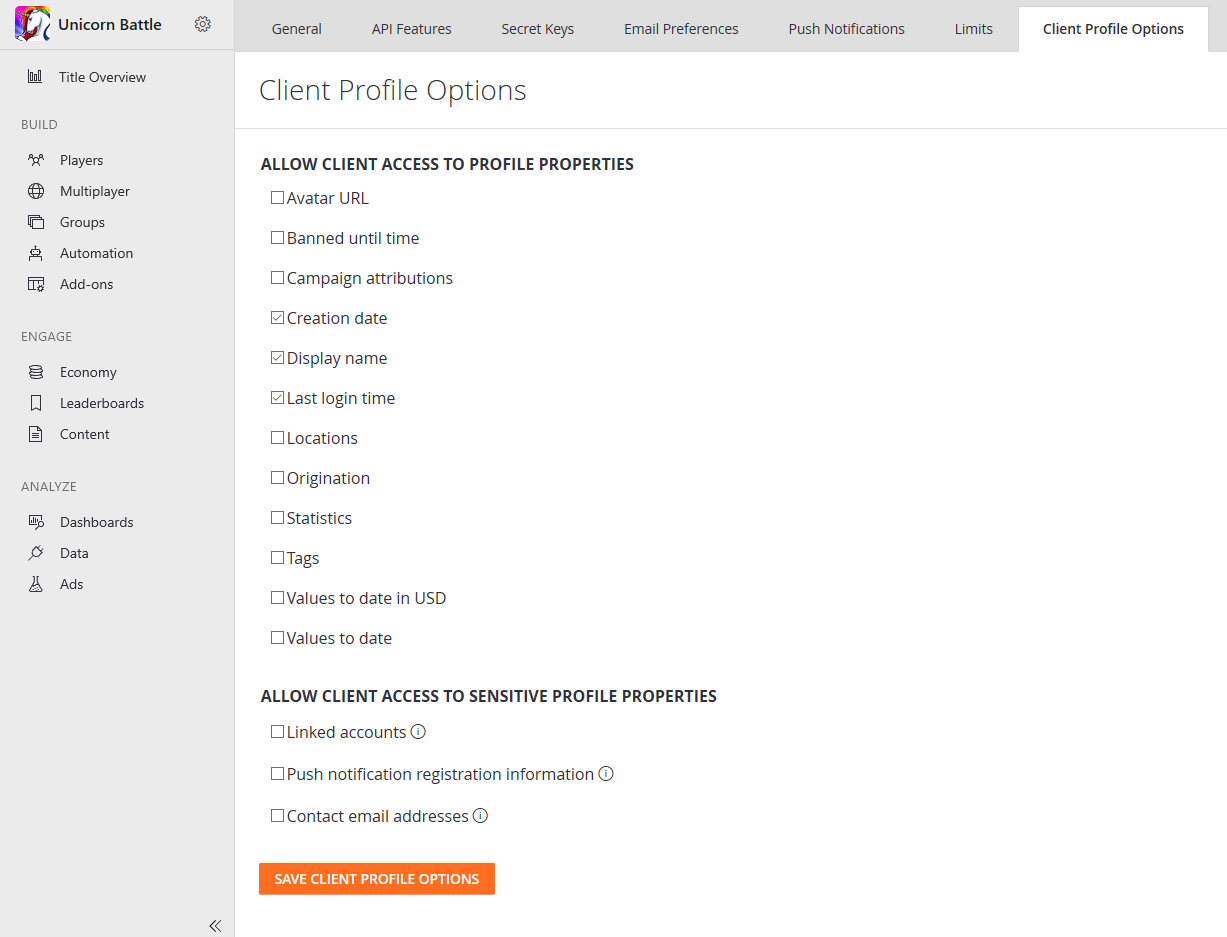 Unicorn Battle
General API Features Secret Keys Email Preferences Push Notifications Limits Client Profile Options
Title Overview
BUILD
Players
Multiplayer
Groups
Automation
Add-ons
ENGAGE
Economy
Leaderboards
Content
ANALYZE
Dashboards
Data
Ads
Client Profile Options
ALLOW CLIENT ACCESS TO PROFILE PROPERTIES
Avatar URL
Banned until time
Campaign attributions
Creation date
Display name
Last login time
Locations
Origination
Statistics
Tags
Values to date in USD
Values to date
ALLOW CLIENT ACCESS TO SENSITIVE PROFILE PROPERTIES
Linked accounts
Push notification registration information
Contact email addresses
SAVE CLIENT PROFILE OPTIONS